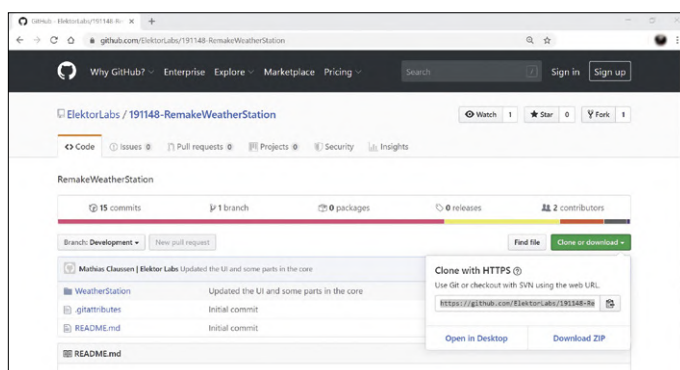 GitHub - ElektorLabs/191148-Re
github.com/ElektorLabs/191148-RemakeWeatherStation
Why GitHub? Enterprise Explore Marketplace Pricing Search / Sign in Sign up
ElektorLabs / 191148-RemakeWeatherStation Watch 1 Star 0 Fork 1
Code Issues 0 Pull requests 0 Projects 0 Security Insights
RemakeWeatherStation
15 commits 1 branch 0 packages 0 releases 2 contributors
Branch: Development New pull request Find file Clone or download
Mathias Claussen | Elektor Labs Updated the UI and some parts in the core
WeatherStation Updated the UI and some parts in the core
.gitattributes Initial commit
README.md Initial commit
README.md
Clone with HTTPS
Use Git or checkout with SVN using the web URL.
https://github.com/ElektorLabs/191148-Re
Open in Desktop Download ZIP